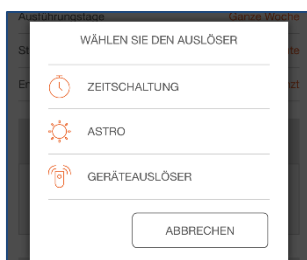 Ausführungstage Ganze Woche
WÄHLEN SIE DEN AUSLÖSER
ZEITSCHALTUNG
ASTRO
GERÄTEAUSLÖSER
ABBRECHEN